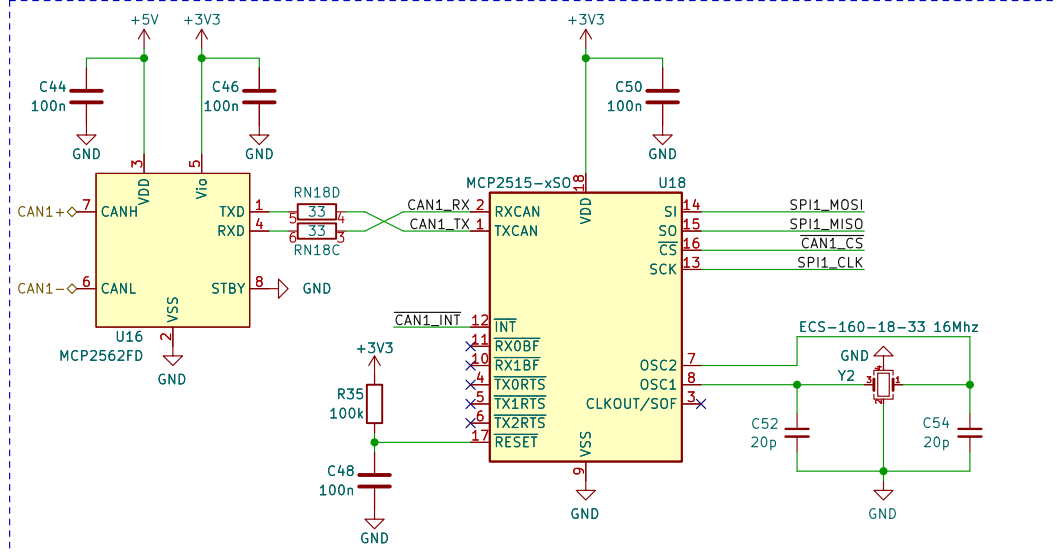 +5V
+3V3
+3V3
C44
100n
C46
100n
C50
100n
GND
GND
GND
3
5
18
VDD
Vio
VDD
MCP2515-xSO
U18
RN18D
CAN1+
7
CANH
TXD
1
5
33
4
CAN1_RX
2
RXCAN
SI
14
SPI1_MOSI
RXD
4
6
33
3
CAN1_TX
1
TXCAN
SO
15
SPI1_MISO
RN18C
CS
16
CAN1_CS
SCK
13
SPI1_CLK
CAN1-
6
CANL
STBY
8
GND
VSS
2
U16
MCP2562FD
GND
CAN1_INT
12
INT
11
RX0BF
10
RX1BF
4
TX0RTS
5
TX1RTS
6
TX2RTS
17
RESET
OSC2
7
OSC1
8
CLKOUT/SOF
3
VSS
9
GND
+3V3
R35
100k
C48
100n
GND
ECS-160-18-33 16Mhz
GND
Y2
4
3
1
2
C52
20p
C54
20p
GND